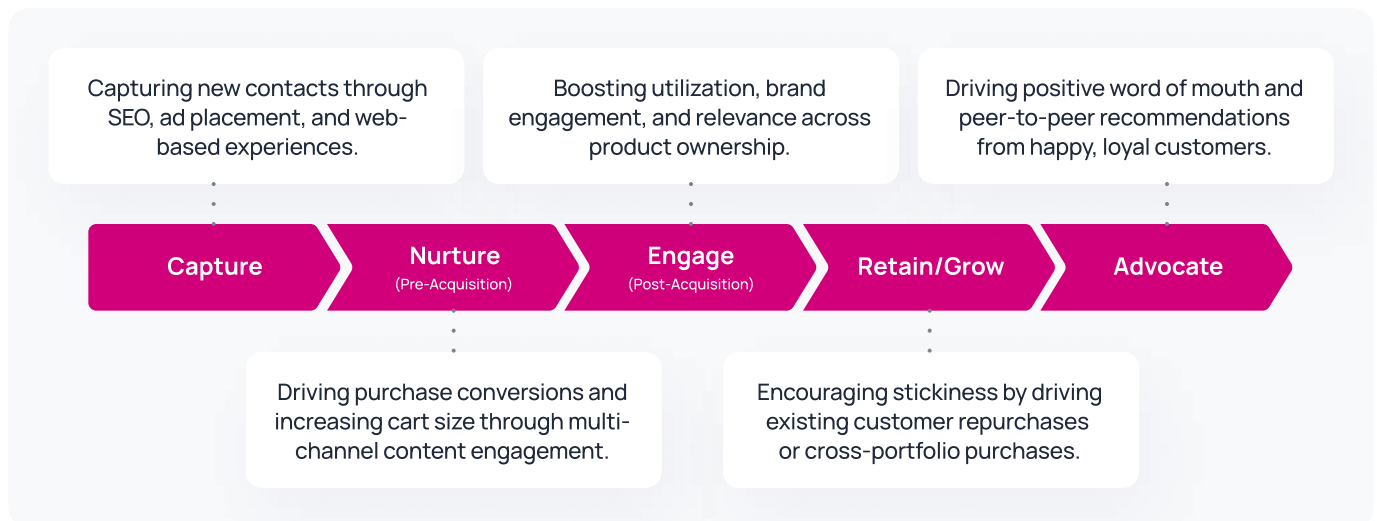 Capturing new contacts through
SEO, ad placement, and web-
based experiences.
Boosting utilization, brand
engagement, and relevance across
product ownership.
Driving positive word of mouth and
peer-to-peer recommendations
from happy, loyal customers.
Capture
Nurture
(Pre-Acquisition)
Engage
(Post-Acquisition)
Retain/Grow
Advocate
Driving purchase conversions and
increasing cart size through multi-
channel content engagement.
Encouraging stickiness by driving
existing customer repurchases
or cross-portfolio purchases.